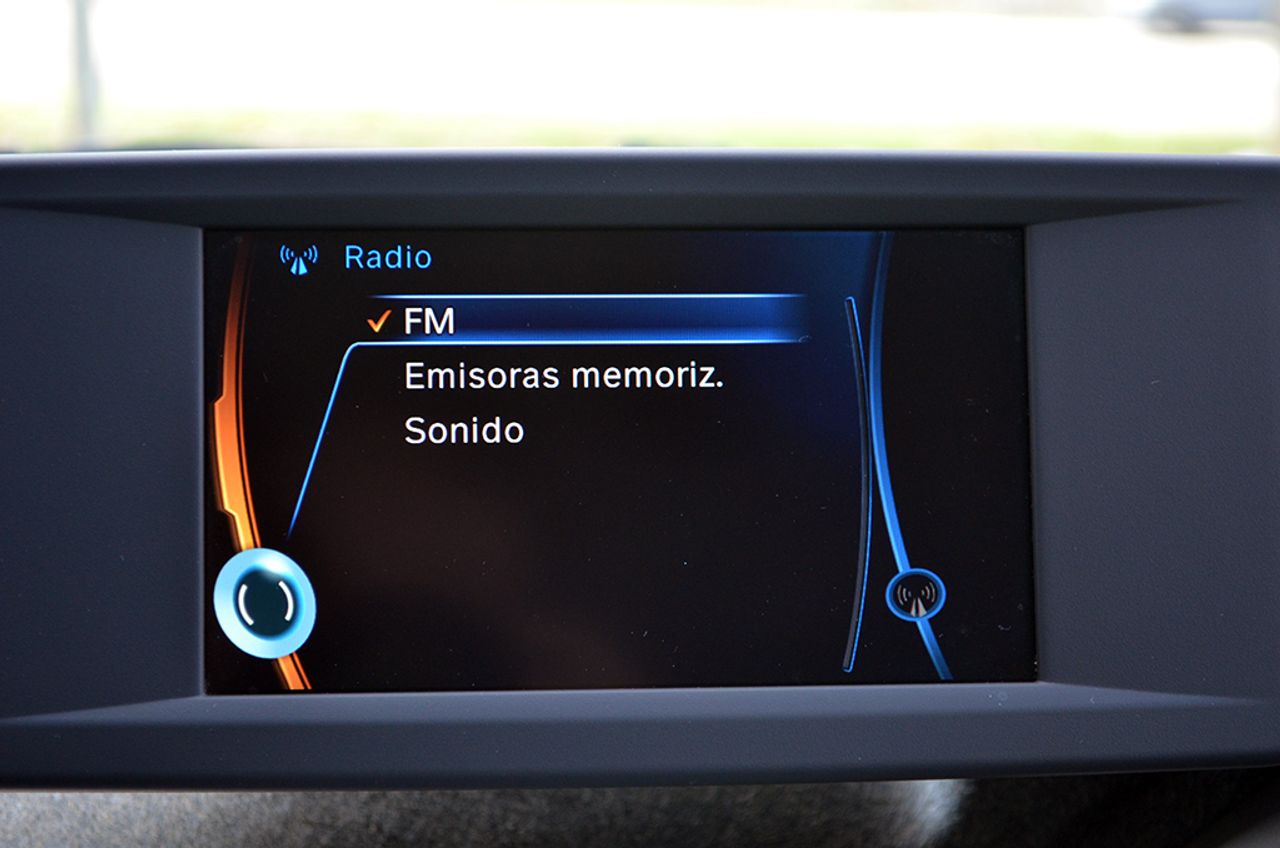 Radio
FM
Emisoras memoriz.
Sonido